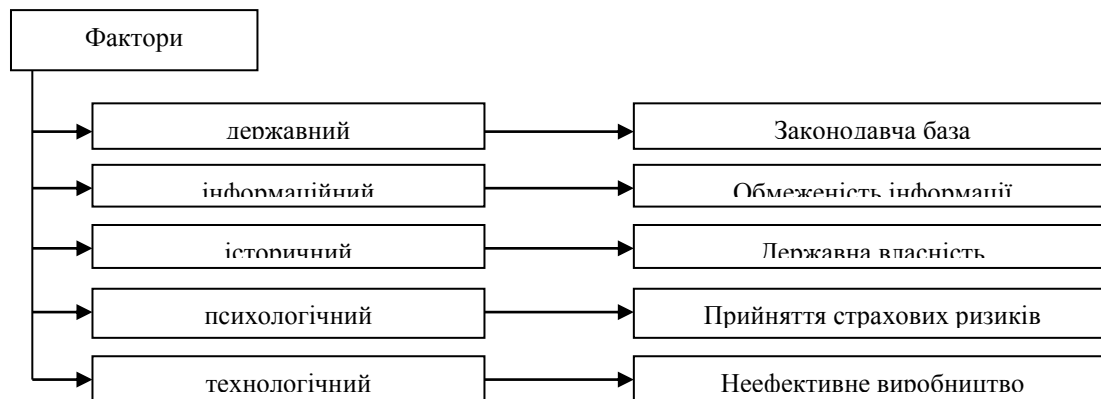 Фактори
державний
Законодавча база
інформаційний
Обмеженість інформації
історичний
Державна власність
психологічний
Прийняття страхових ризиків
технологічний
Неефективне виробництво